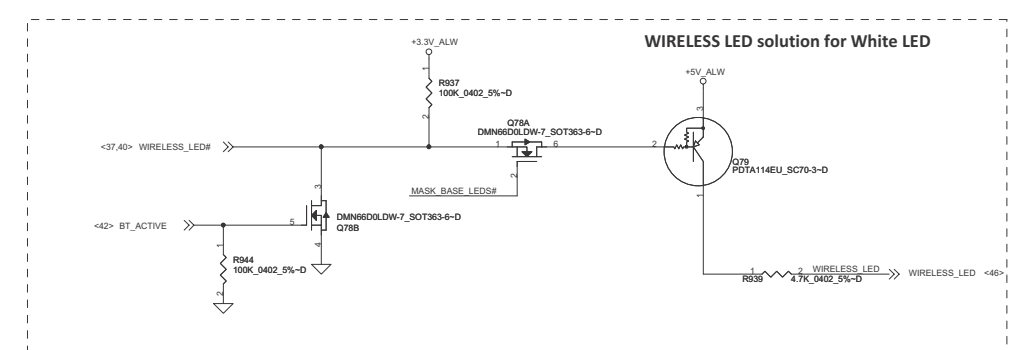 WIRELESS LED solution for White LED
+3.3V_ALW
+5V_ALW
1
R937
100K_0402_5%~D
2
3
Q78A
DMN66D0LDW-7_SOT363-6~D
<37,40> WIRELESS_LED#
1
6
2
2
Q79
PDTA114EU_SC70-3~D
MASK_BASE_LEDS#
3
1
<42> BT_ACTIVE
5
DMN66D0LDW-7_SOT363-6~D
Q78B
4
1
R944
100K_0402_5%~D
2
1
2
WIRELESS_LED
WIRELESS_LED <46>
R939
4.7K_0402_5%~D